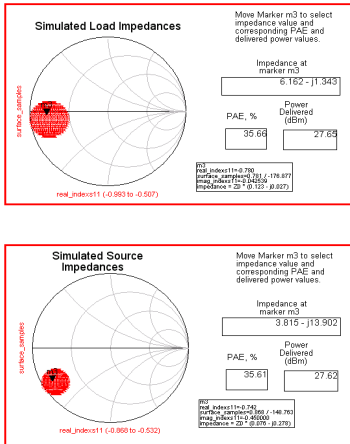 Simulated Load Impedances
surface_samples
real_indexs11 (-0.993 to -0.507)
Move Marker m3 to select
impedance value and
corresponding PAE and
delivered power values.
Impedance at
marker m3
6.162 - j1.343
PAE, %
Power
Delivered
(dBm)
35.66
27.65
m3
real_indexs11=-0.780
surface_samples=0.781 / -176.877
imag_indexs11=-0.042539
impedance = Z0 * (0.123 - j0.027)
Simulated Source
Impedances
surface_samples
real_indexs11 (-0.868 to -0.532)
Move Marker m3 to select
impedance value and
corresponding PAE and
delivered power values.
Impedance at
marker m3
3.815 - j13.902
PAE, %
Power
Delivered
(dBm)
35.61
27.62
m3
real_indexs11=-0.742
surface_samples=0.868 / -148.763
imag_indexs11=-0.450000
impedance = Z0 * (0.076 - j0.278)